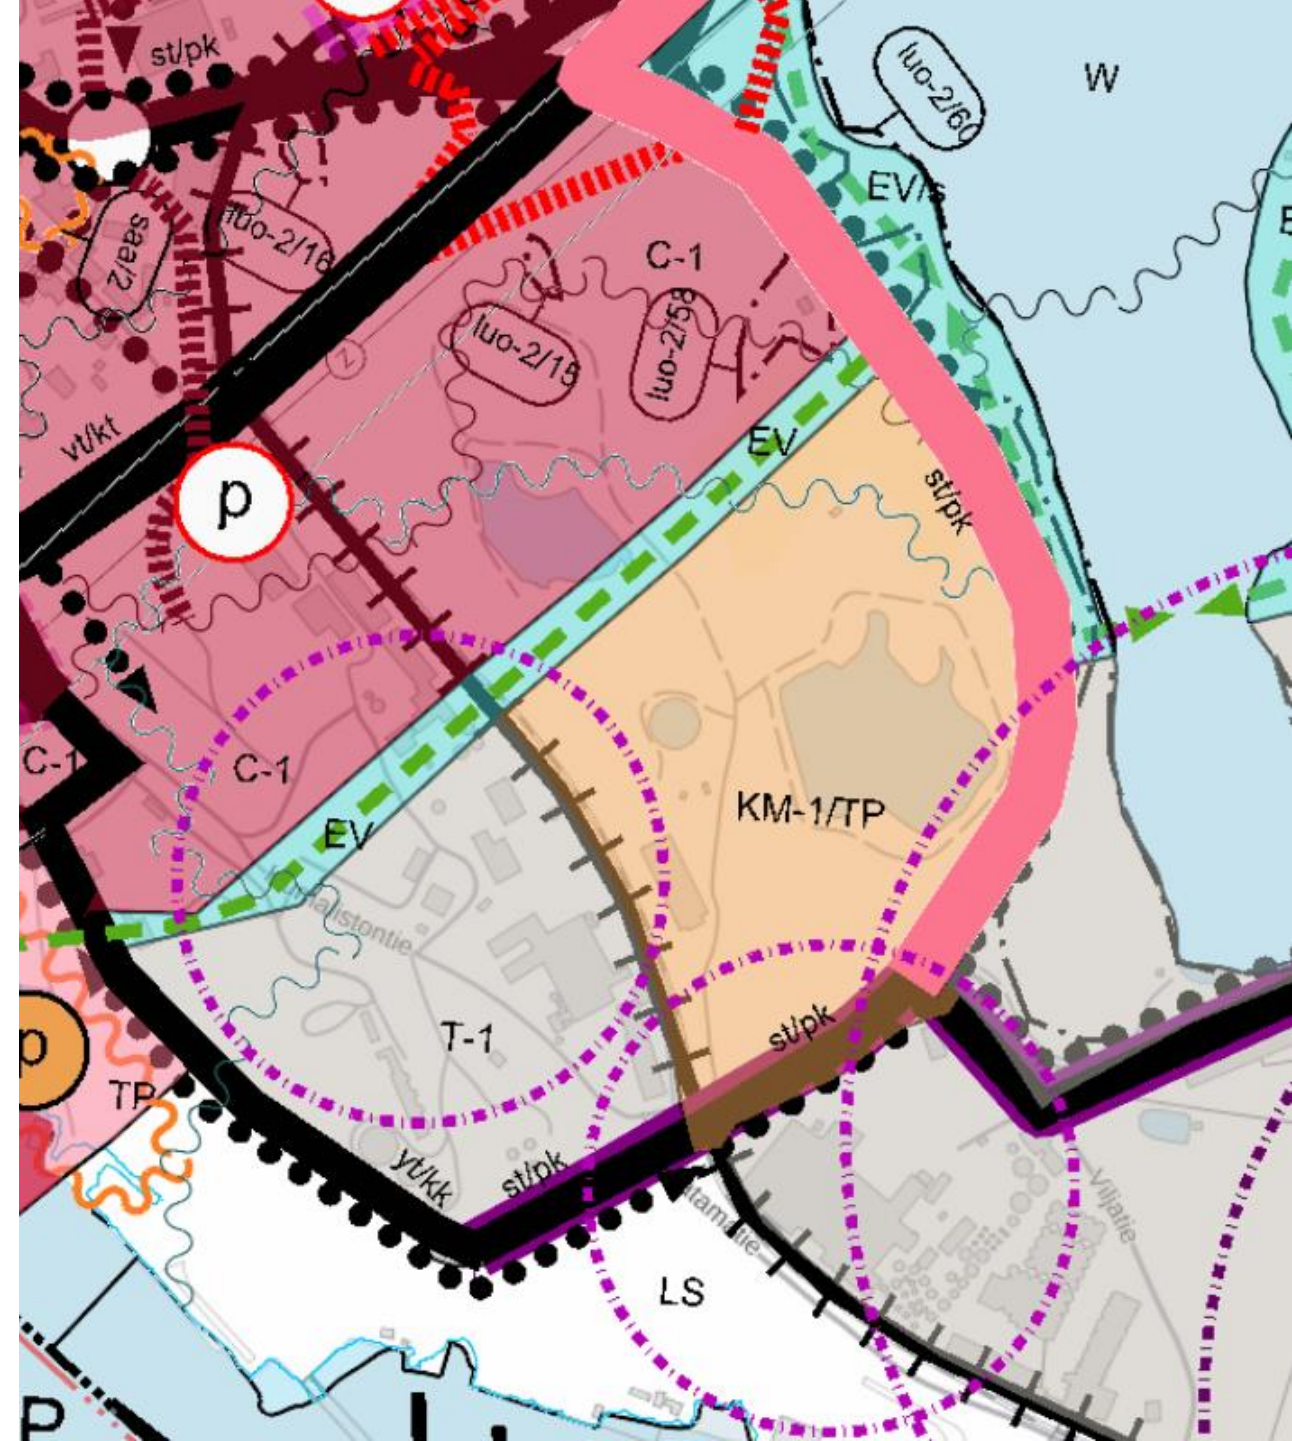 st/pk
luo-2/60
W
EV/s
saa/2
luo-2/16
C-1
luo-2/15
luo-2/58
Z
vt/kt
EV
st/pk
p
C-1
C-1
KM-1/TP
EV
T-1
st/pk
p
TP
yt/kk
st/pk
Viljatie
LS
P